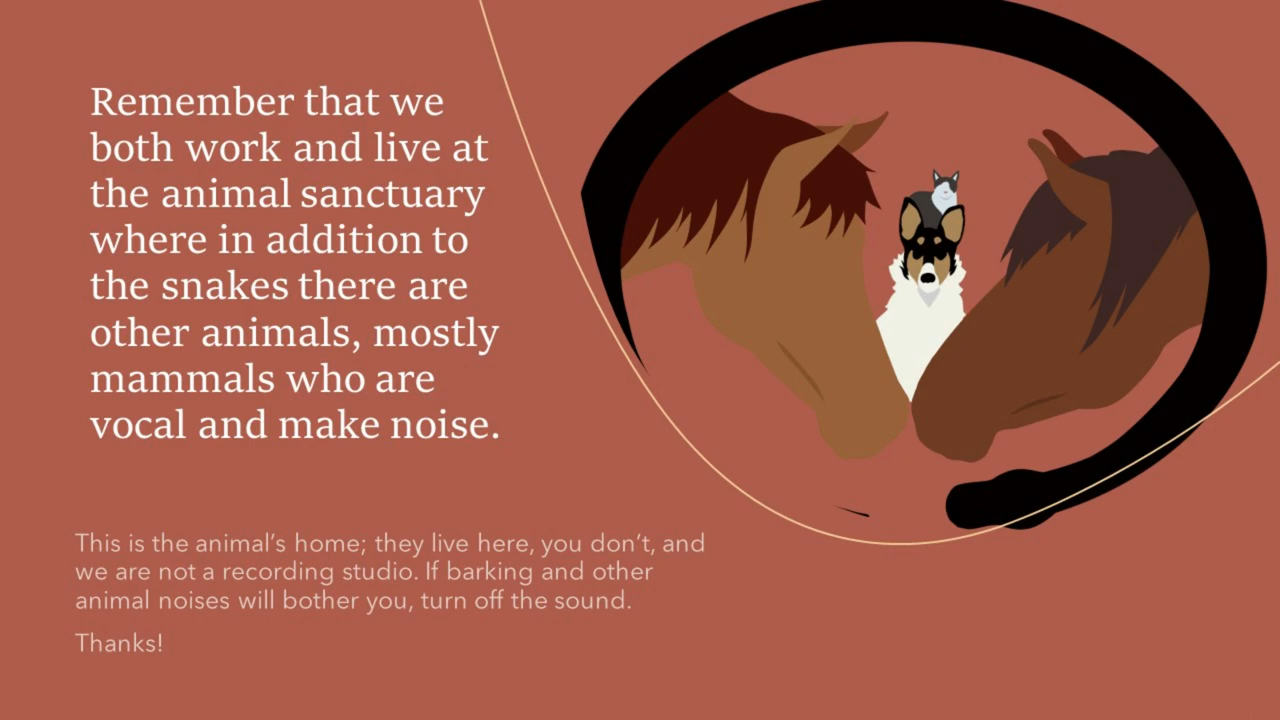 Remember that we
both work and live at
the animal sanctuary
where in addition to
the snakes there are
other animals, mostly
mammals who are
vocal and make noise.
This is the animal’s home; they live here, you don’t, and
we are not a recording studio. If barking and other
animal noises will bother you, turn off the sound.
Thanks!